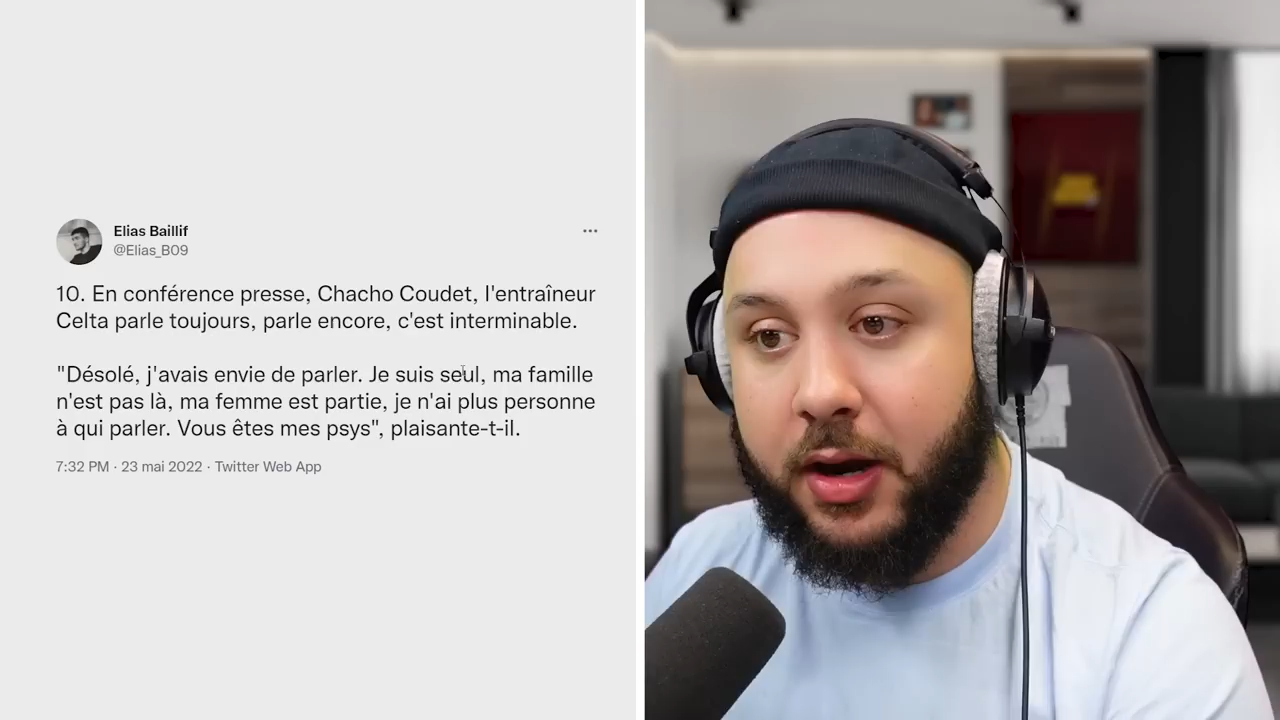 Elias Baillif
@Elias_B09
10. En conférence presse, Chacho Coudet, l'entraîneur
Celta parle toujours, parle encore, c'est interminable.
"Désolé, j'avais envie de parler. Je suis seul, ma famille
n'est pas là, ma femme est partie, je n'ai plus personne
à qui parler. Vous êtes mes psys", plaisante-t-il.
7:32 PM · 23 mai 2022 · Twitter Web App